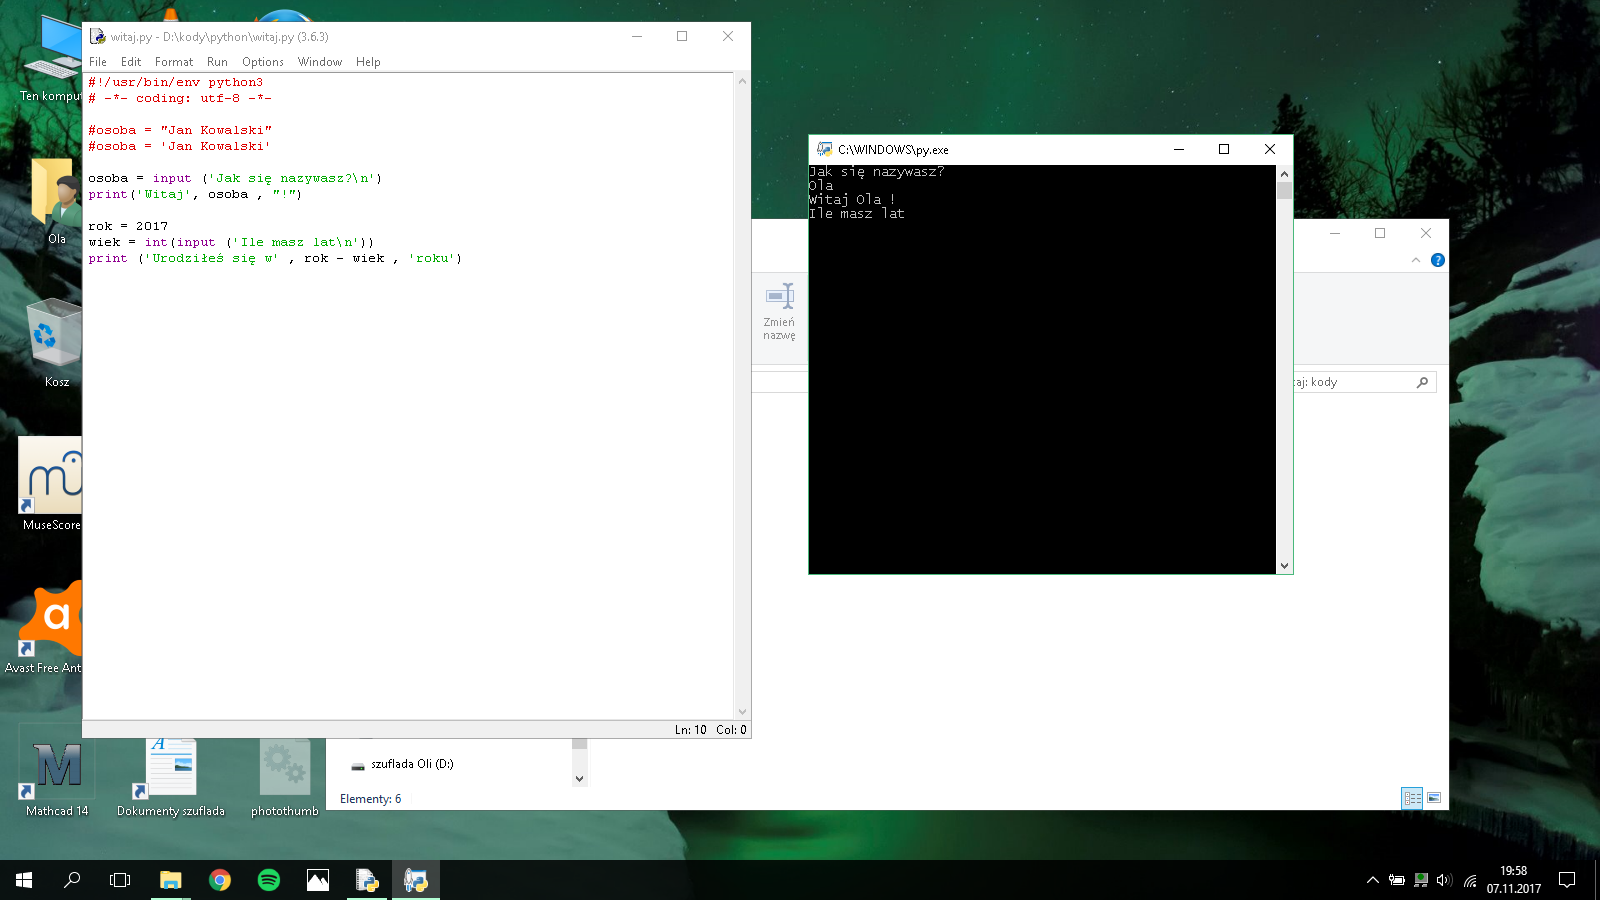 Ten komput
Ola
Kosz
MuseScore
Avast Free Ant
Mathcad 14
Dokumenty szuflada
photothumb
witaj.py - D:\kody\python\witaj.py (3.6.3)
File Edit Format Run Options Window Help
#!/usr/bin/env python3
# -*- coding: utf-8 -*-
#osoba = "Jan Kowalski"
#osoba = 'Jan Kowalski'
osoba = input ('Jak się nazywasz?\n')
print('Witaj', osoba , "!")
rok = 2017
wiek = int(input ('Ile masz lat\n'))
print ('Urodziłeś się w' , rok - wiek , 'roku')
Ln: 10 Col: 0
C:\WINDOWS\py.exe
Jak się nazywasz?
Ola
Witaj Ola !
Ile masz lat
Zmień
nazwę
aj: kody
szuflada Oli (D:)
Elementy: 6
19:58
07.11.2017